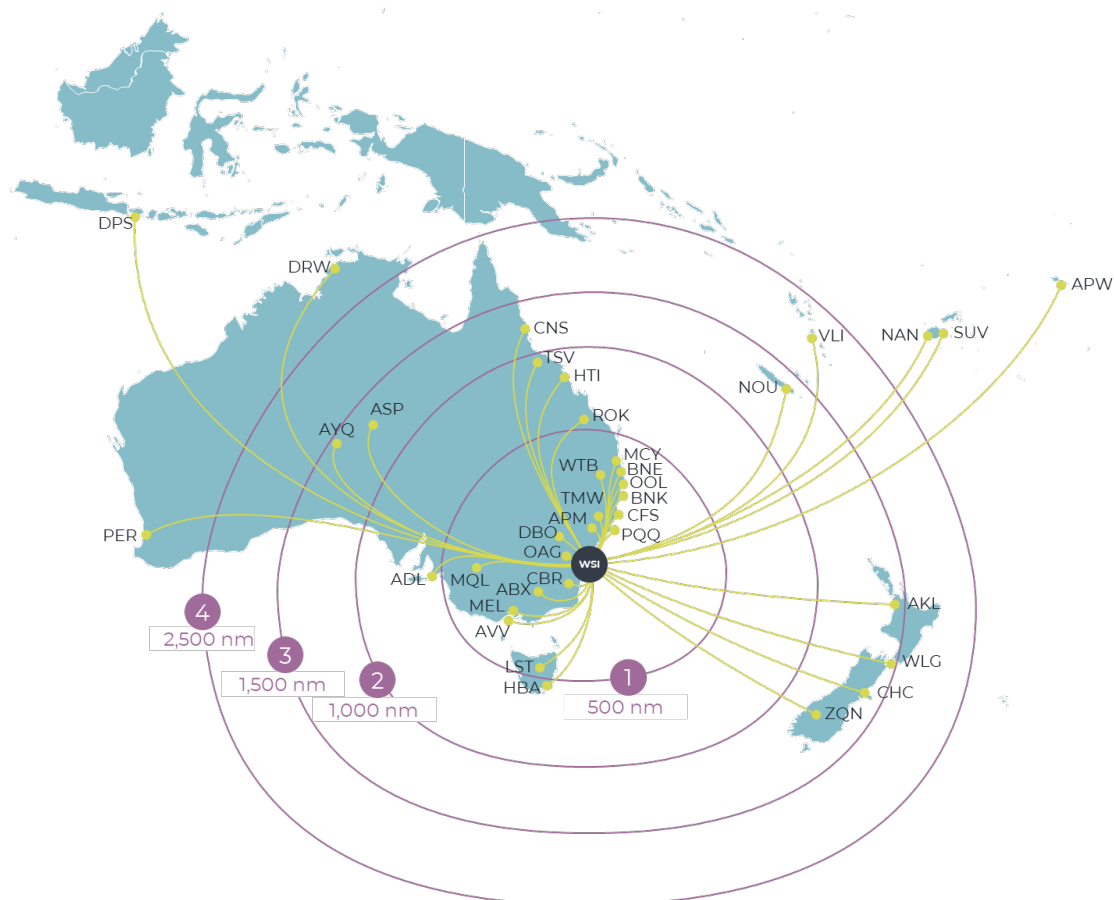 DPS
DRW
APW
CNS
VLI
NAN
SUV
TSV
HTI
NOU
ASP
ROK
AYQ
MCY
WTB
BNE
OOL
TMW
BNK
APM
CFS
DBO
PQQ
PER
OAG
WSI
ADL
MQL
CBR
ABX
MEL
AKL
4
AVV
2,500 nm
3
LST
WLG
1,500 nm
2
HBA
1
CHC
1,000 nm
500 nm
ZQN